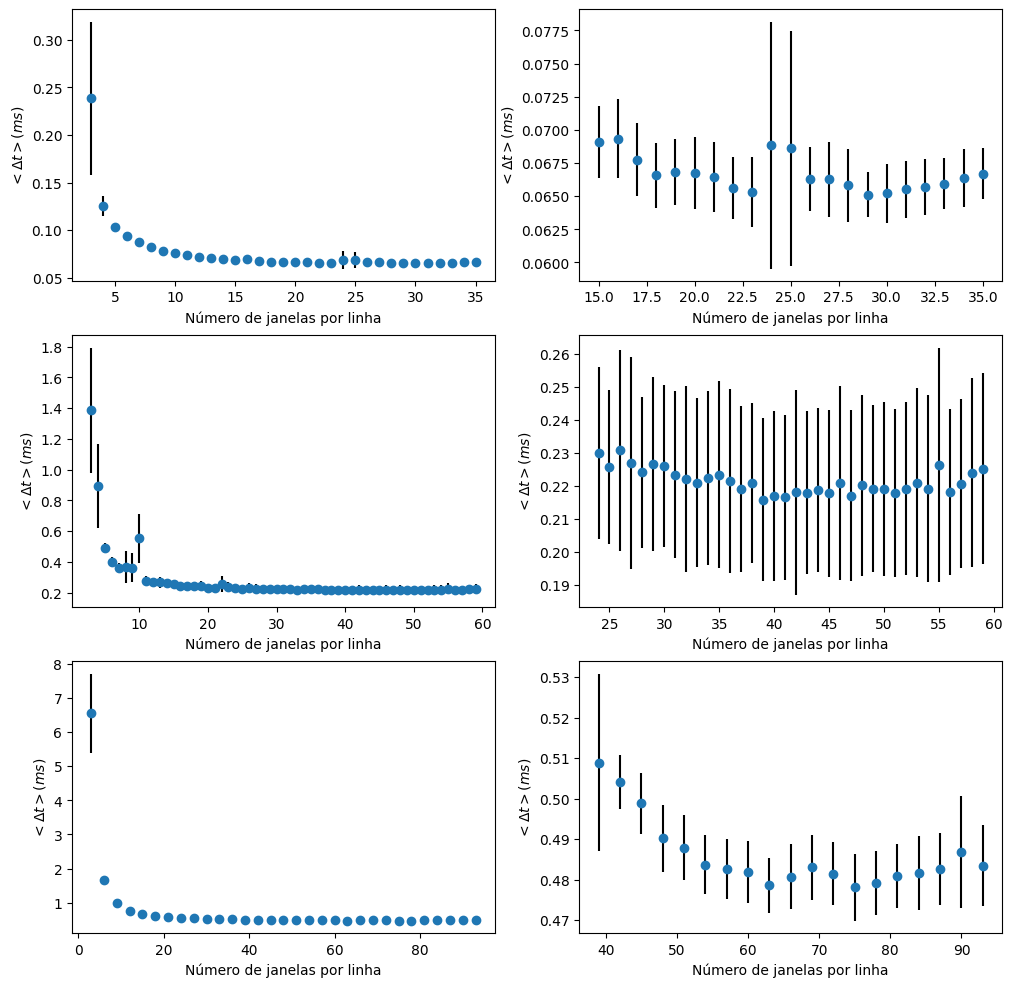 0.30
0.25
0.20
0.15
0.10
0.05
< Δt > (ms)
5 10 15 20 25 30 35
Número de janelas por linha
0.0775
0.0750
0.0725
0.0700
0.0675
0.0650
0.0625
0.0600
< Δt > (ms)
15.0 17.5 20.0 22.5 25.0 27.5 30.0 32.5 35.0
Número de janelas por linha
1.8
1.6
1.4
1.2
1.0
0.8
0.6
0.4
0.2
< Δt > (ms)
10 20 30 40 50 60
Número de janelas por linha
0.26
0.25
0.24
0.23
0.22
0.21
0.20
0.19
< Δt > (ms)
25 30 35 40 45 50 55 60
Número de janelas por linha
8
7
6
5
4
3
2
1
< Δt > (ms)
0 20 40 60 80
Número de janelas por linha
0.53
0.52
0.51
0.50
0.49
0.48
0.47
< Δt > (ms)
40 50 60 70 80 90
Número de janelas por linha